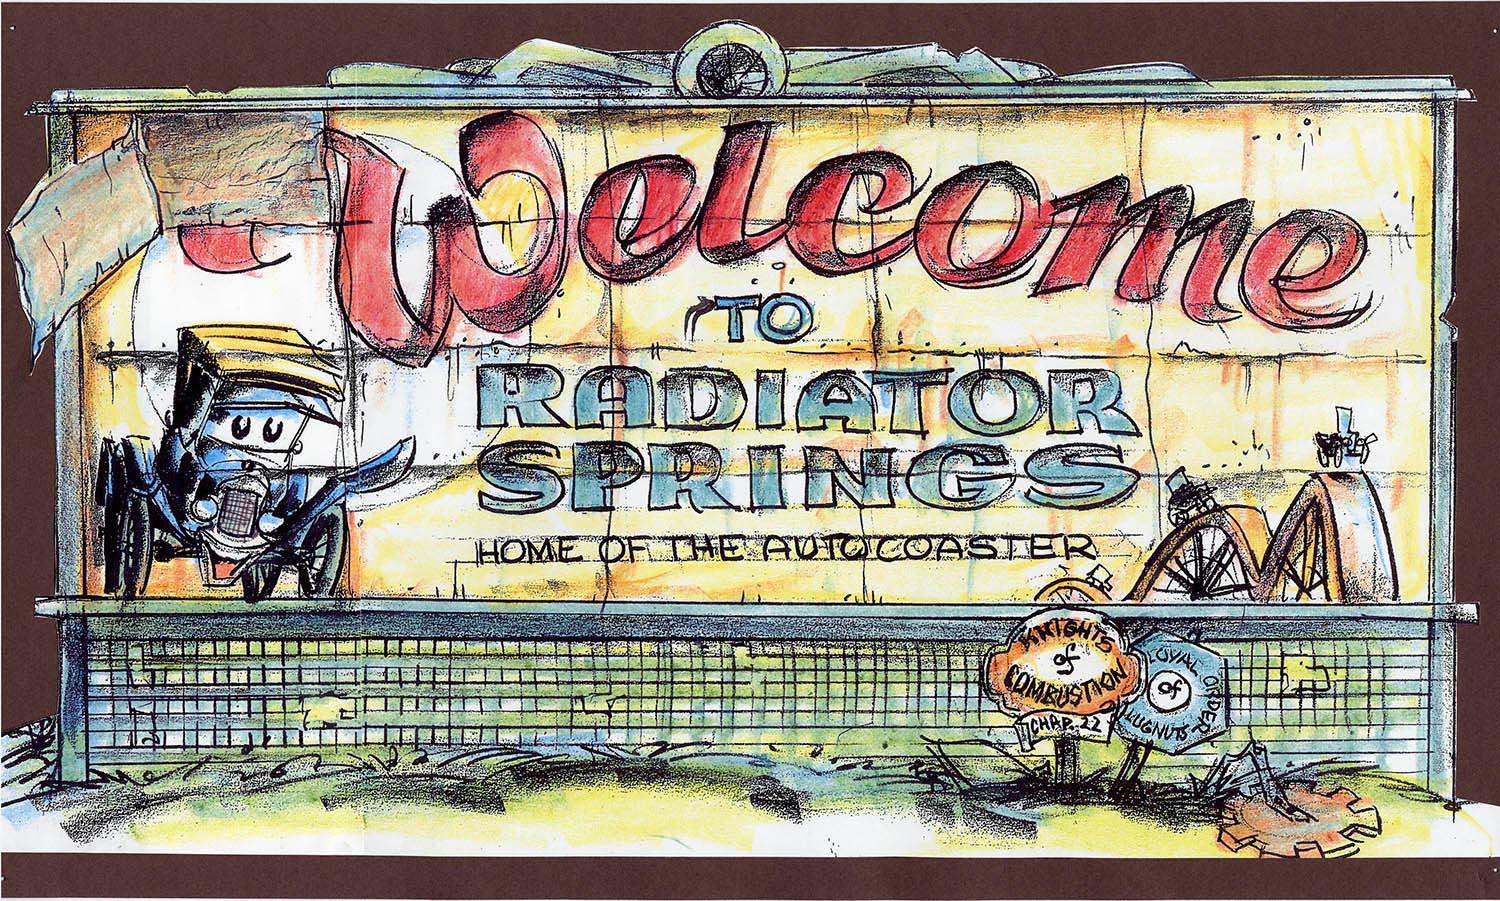 Welcome
TO
RADIATOR
SPRINGS
HOME OF THE AUTOCOASTER
KNIGHTS
of
COMBUSTION
CHAP. 22
LOYAL ORDER
of
LUGNUTS